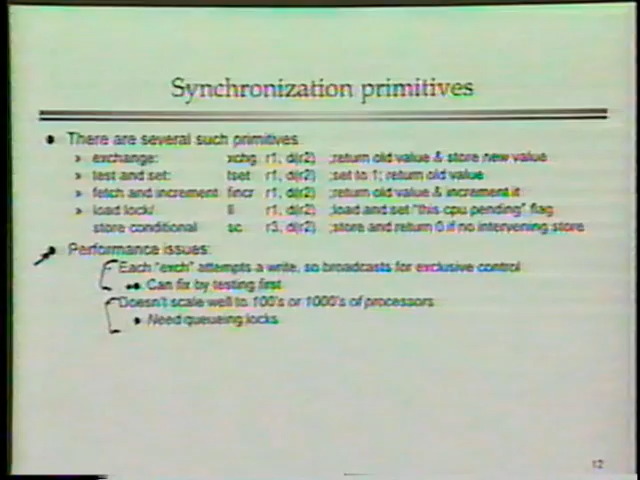 Synchronization primitives
• There are several such primitives
» exchange: xchg r1, d(r2) ;return old value & store new value
» test and set: tset r1, d(r2) ;set to 1; return old value
» fetch and increment fincr r1, d(r2) ;return old value & increment it
» load lock/ ll r1, d(r2) ;load and set "this cpu pending" flag
store conditional sc r3, d(r2) ;store and return 0 if no intervening store
• Performance issues:
Each "exch" attempts a write, so broadcasts for exclusive control
• Can fix by testing first
Doesn't scale well to 100's or 1000's of processors
• Need queueing locks
12